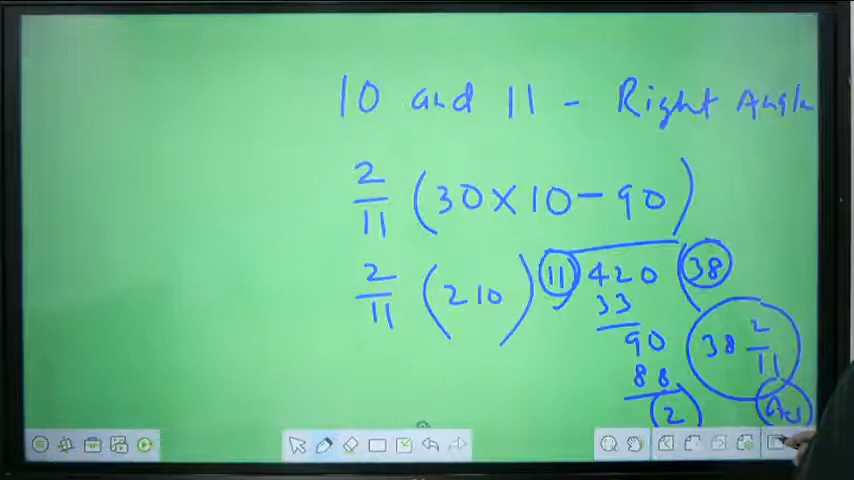 10 and 11 - Right Angle
2/11 (30 X 10 - 90)
2/11 (210)
11) 420 (38
33
90
88
2
38 2/11